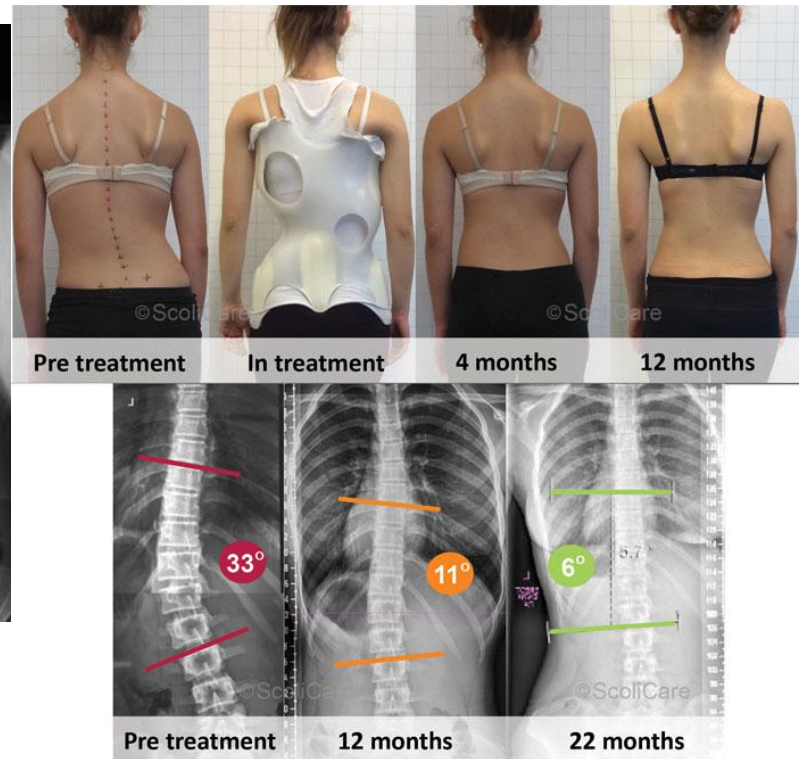 ©ScoliCare
©ScoliCare
Pre treatment
In treatment
4 months
12 months
L
33°
11°
6°
5.7°
L
©ScoliCare
©ScoliCare
Pre treatment
12 months
22 months